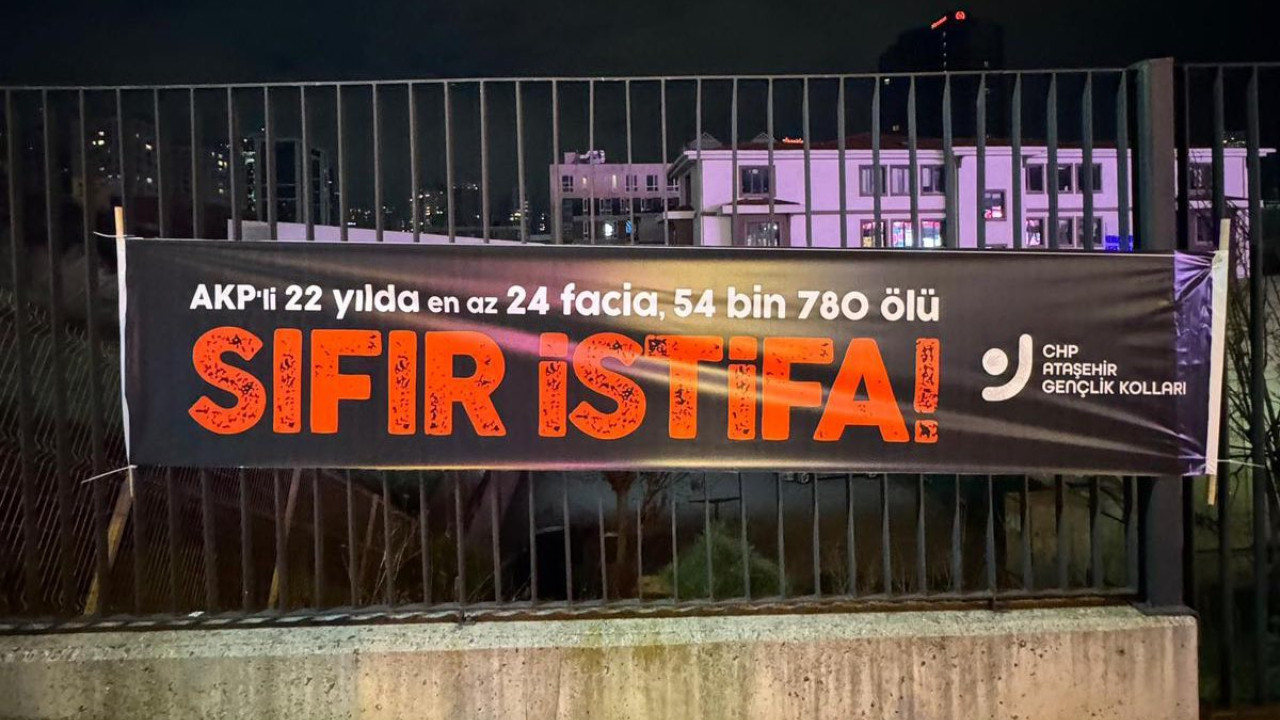 AKP'li 22 yılda en az 24 facia, 54 bin 780 ölü
SIFIR İSTİFA!
CHP
ATAŞEHİR
GENÇLİK KOLLARI